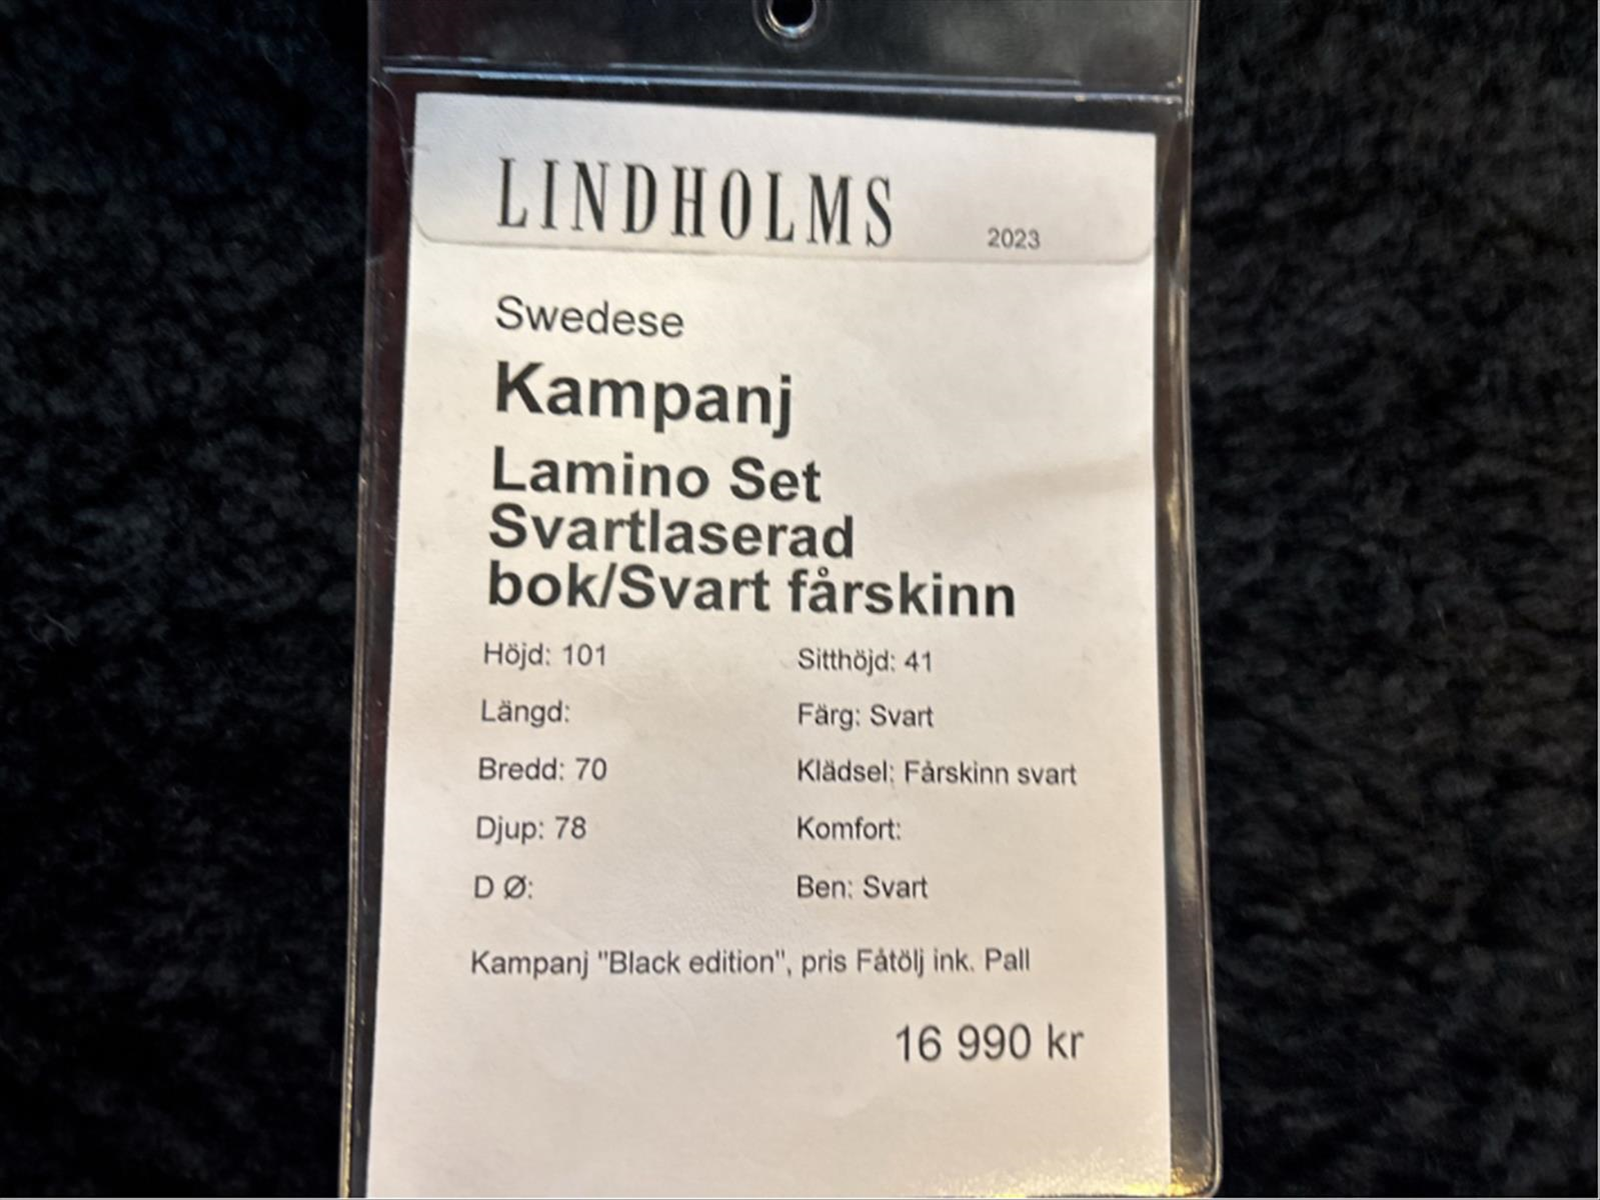 LINDHOLMS 2023
Swedese
Kampanj
Lamino Set
Svartlaserad
bok/Svart fårskinn
Höjd: 101 Sitthöjd: 41
Längd: Färg: Svart
Bredd: 70 Klädsel: Fårskinn svart
Djup: 78 Komfort:
D Ø: Ben: Svart
Kampanj "Black edition", pris Fåtölj ink. Pall
16 990 kr